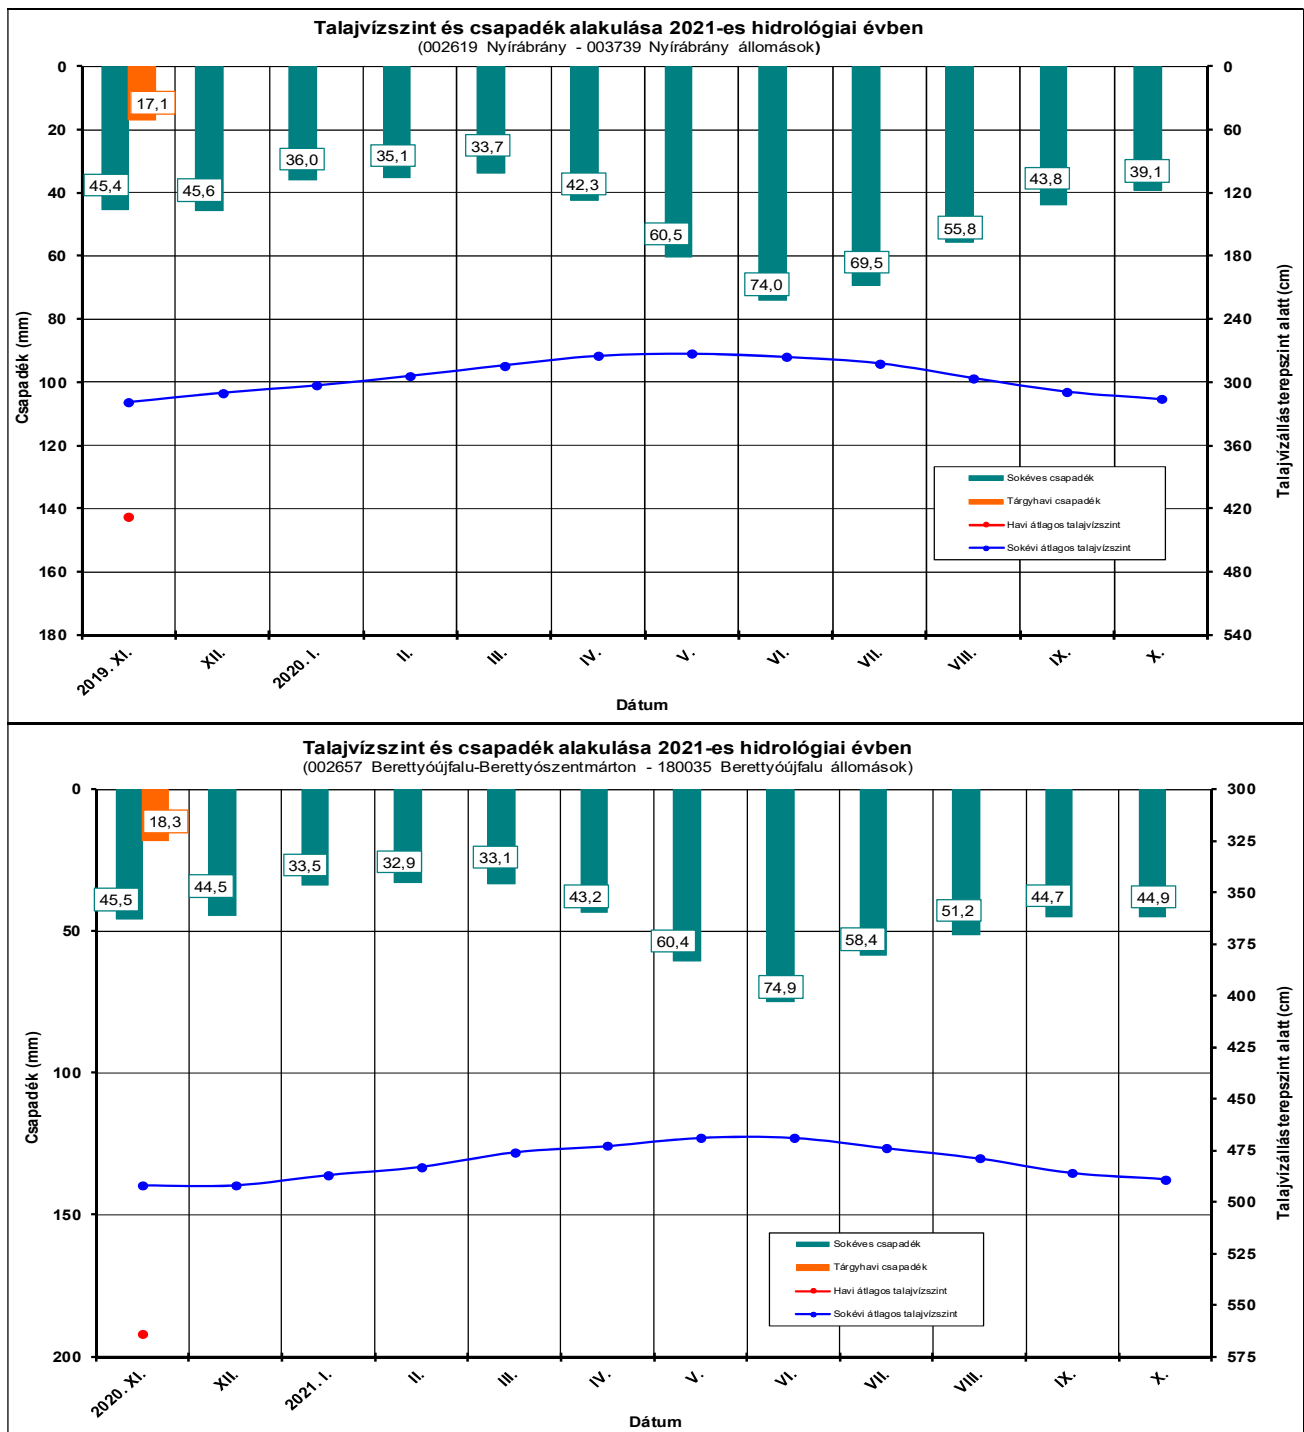 Talajvízszint és csapadék alakulása 2021-es hidrológiai évben
(002619 Nyírábrány - 003739 Nyírábrány állomások)
0
20
40
60
80
100
120
140
160
180
Csapadék (mm)
0
60
120
180
240
300
360
420
480
540
Talajvízállás terepszint alatt (cm)
17,1
45,4
45,6
36,0
35,1
33,7
42,3
60,5
74,0
69,5
55,8
43,8
39,1
Sokéves csapadék
Tárgyhavi csapadék
Havi átlagos talajvízszint
Sokévi átlagos talajvízszint
2019. XI.
XII.
2020. I.
II.
III.
IV.
V.
VI.
VII.
VIII.
IX.
X.
Dátum
Talajvízszint és csapadék alakulása 2021-es hidrológiai évben
(002657 Berettyóújfalu-Berettyószentmárton - 180035 Berettyóújfalu állomások)
0
50
100
150
200
Csapadék (mm)
300
325
350
375
400
425
450
475
500
525
550
575
Talajvízállás terepszint alatt (cm)
18,3
45,5
44,5
33,5
32,9
33,1
43,2
60,4
74,9
58,4
51,2
44,7
44,9
Sokéves csapadék
Tárgyhavi csapadék
Havi átlagos talajvízszint
Sokévi átlagos talajvízszint
2020. XI.
XII.
2021. I.
II.
III.
IV.
V.
VI.
VII.
VIII.
IX.
X.
Dátum